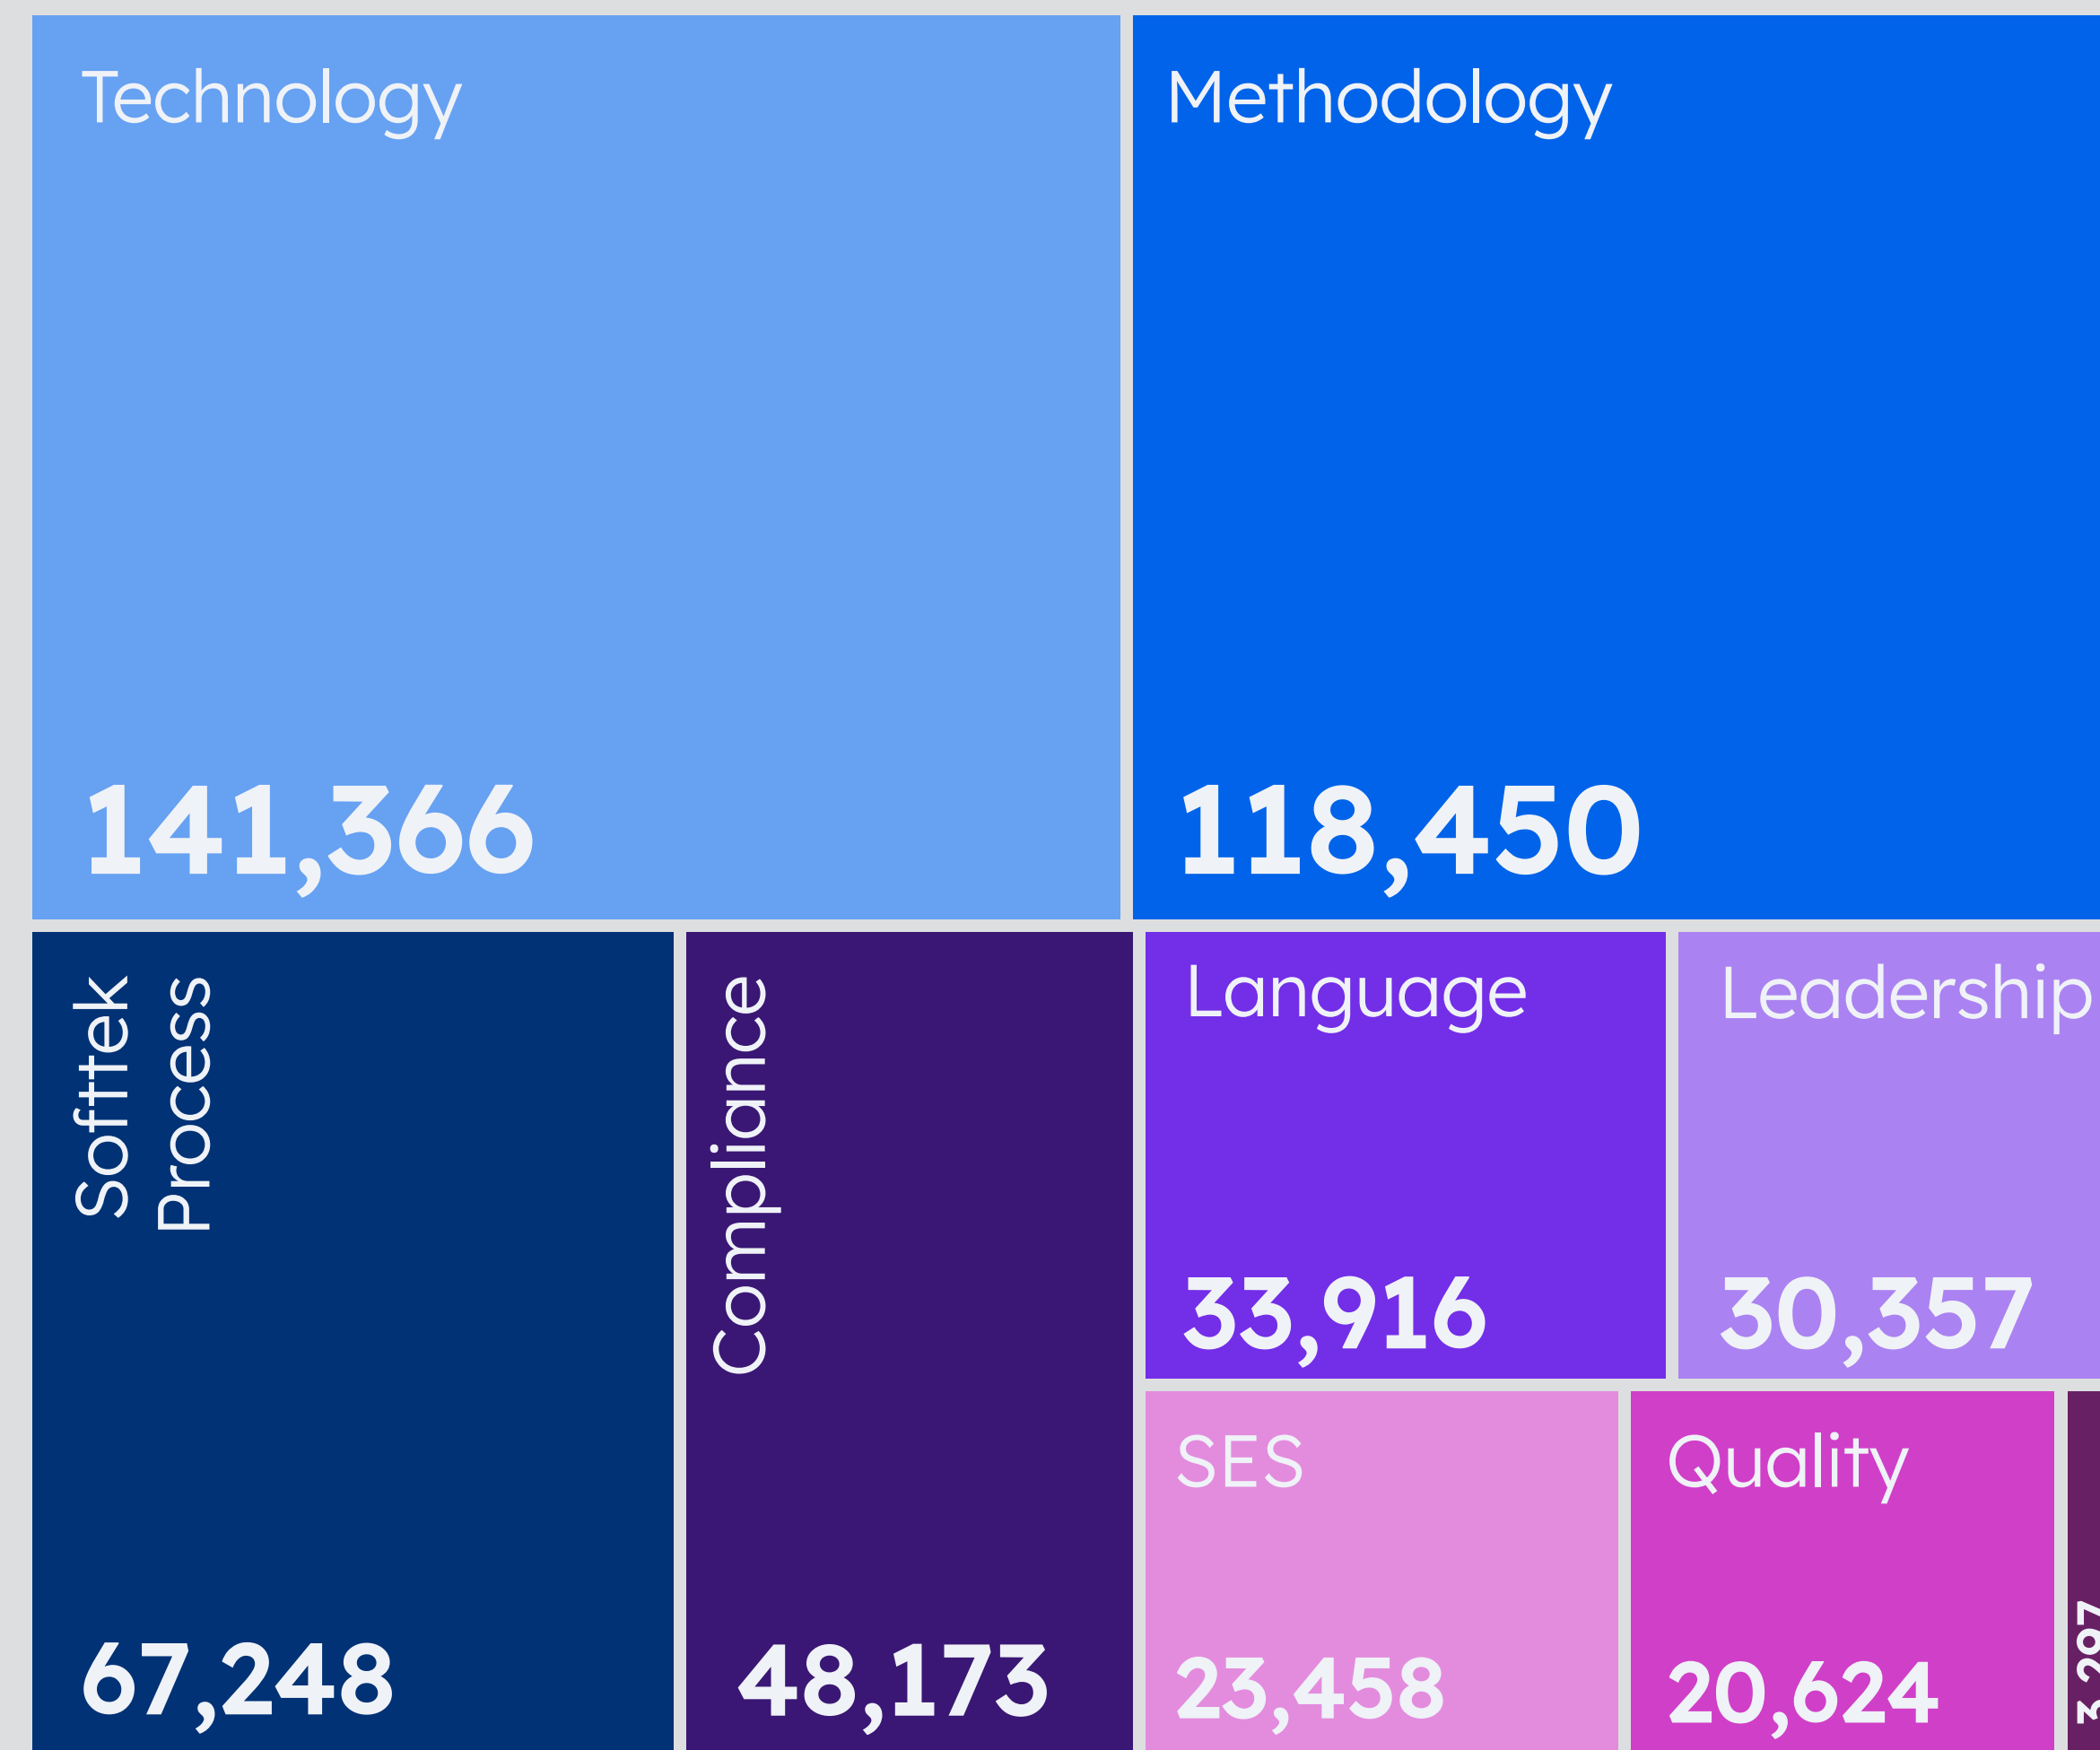 Technology
141,366
Methodology
118,450
Softtek
Process
67,248
Compliance
48,173
Language
33,916
Leadership
30,357
SES
23,458
Quality
20,624